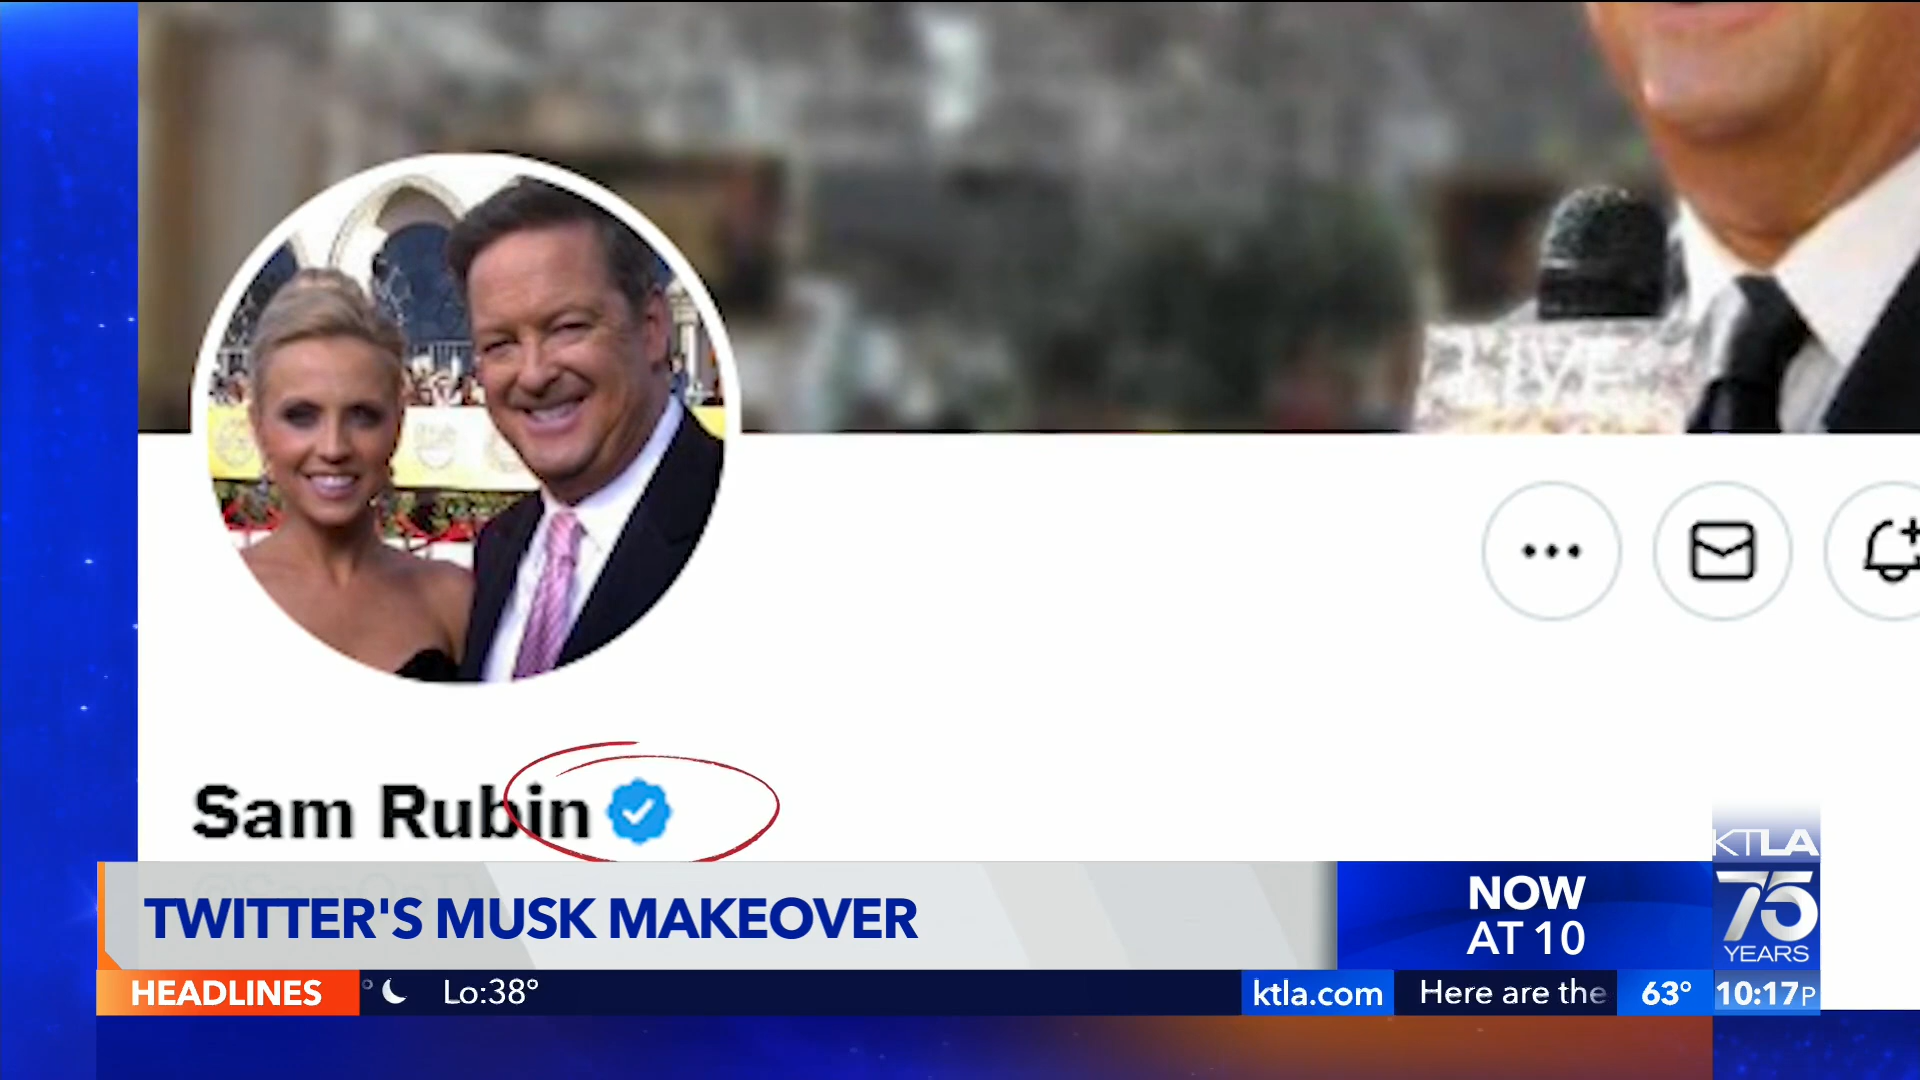 LIVE
Sam Rubin
TWITTER'S MUSK MAKEOVER
NOW
AT 10
KTLA
75
YEARS
HEADLINES
° Lo:38°
ktla.com
Here are the
63°
10:17P